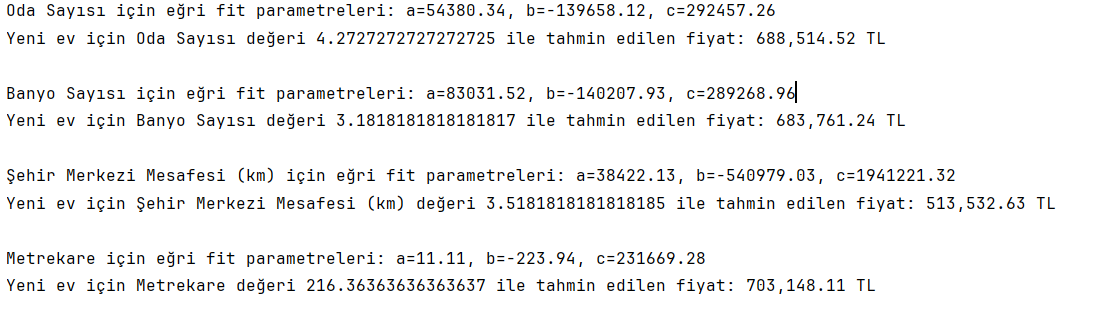 Oda Sayısı için eğri fit parametreleri: a=54380.34, b=-139658.12, c=292457.26
Yeni ev için Oda Sayısı değeri 4.2727272727272725 ile tahmin edilen fiyat: 688,514.52 TL
Banyo Sayısı için eğri fit parametreleri: a=83031.52, b=-140207.93, c=289268.96
Yeni ev için Banyo Sayısı değeri 3.1818181818181817 ile tahmin edilen fiyat: 683,761.24 TL
Şehir Merkezi Mesafesi (km) için eğri fit parametreleri: a=38422.13, b=-540979.03, c=1941221.32
Yeni ev için Şehir Merkezi Mesafesi (km) değeri 3.5181818181818185 ile tahmin edilen fiyat: 513,532.63 TL
Metrekare için eğri fit parametreleri: a=11.11, b=-223.94, c=231669.28
Yeni ev için Metrekare değeri 216.36363636363637 ile tahmin edilen fiyat: 703,148.11 TL